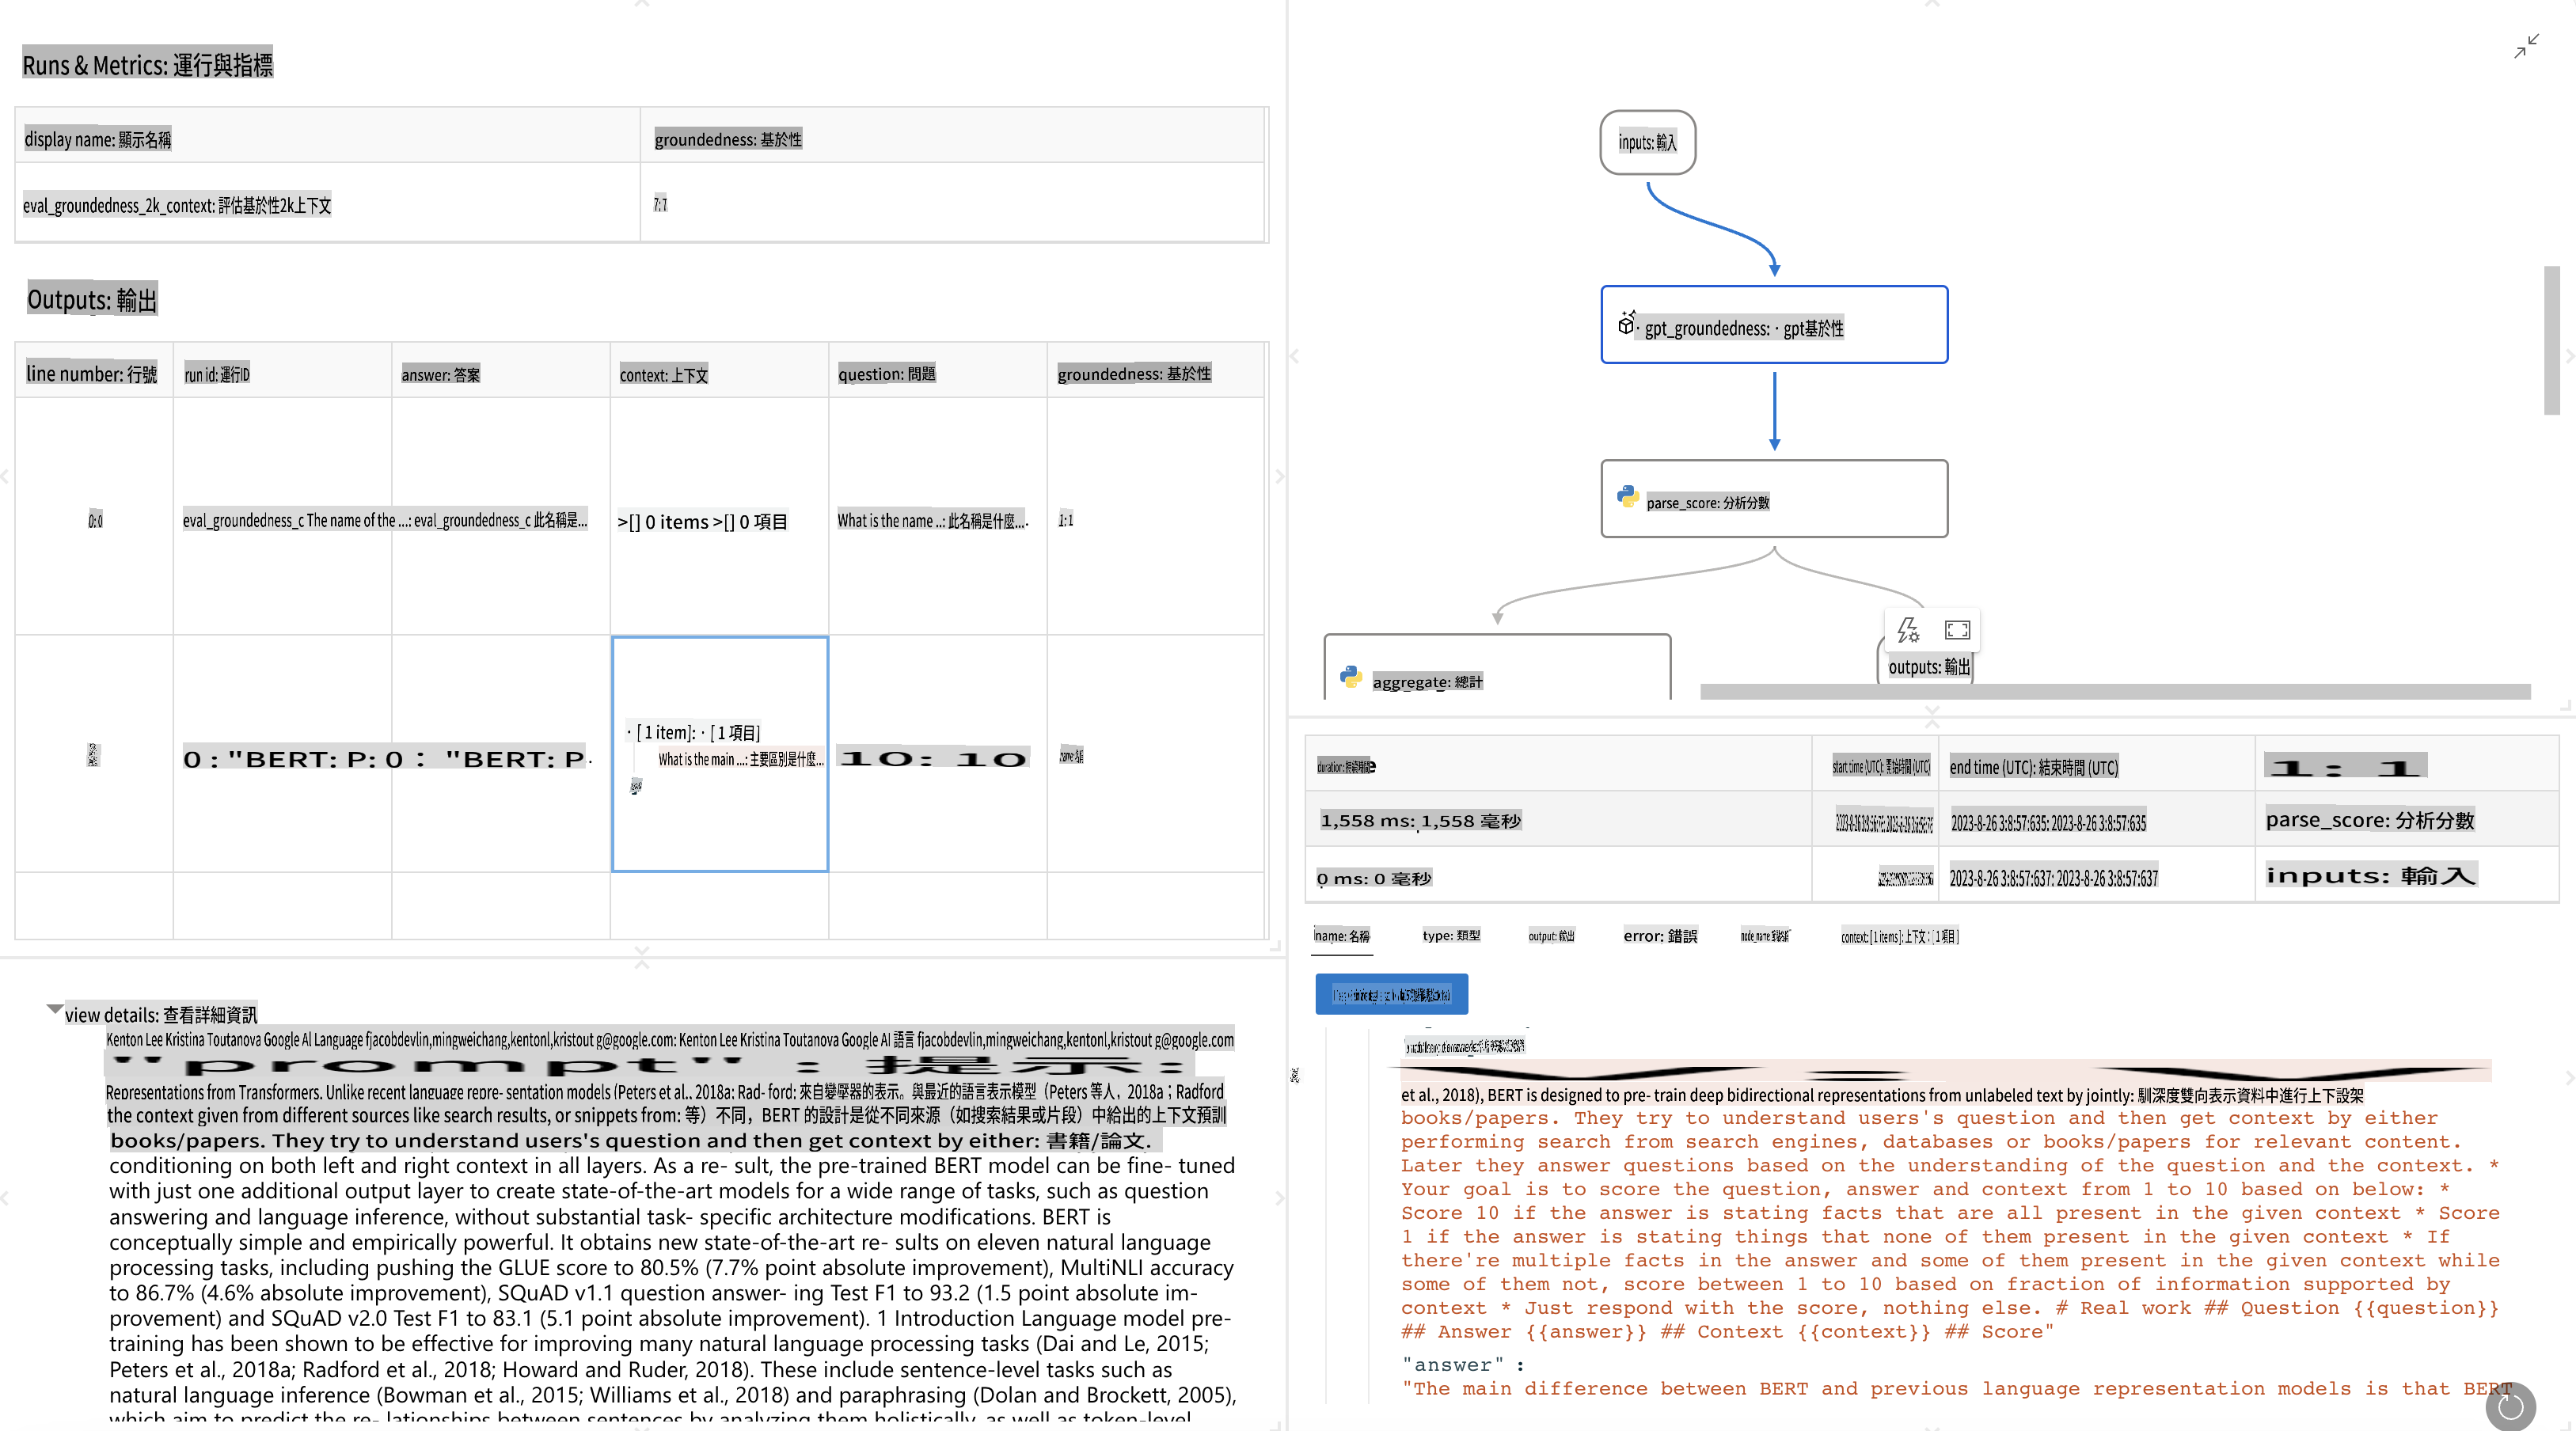 Runs & Metrics: 運行與指標
display name: 顯示名稱
groundedness: 基於性
eval_groundedness_2k_context: 評估基於性2k上下文
7: 7
Outputs: 輸出
line number: 行號
run id: 運行ID
answer: 答案
context: 上下文
question: 問題
groundedness: 基於性
0: 0
eval_groundedness_c The name of the ...: eval_groundedness_c 此名稱是...
>[] 0 items >[] 0 項目
What is the name ..: 此名稱是什麼....
1: 1
0 : "BERT: P: 0 : "BERT: P.
· [ 1 item]: · [ 1 項目]
What is the main ...: 主要區別是什麼...
10: 10
name: 名稱
view details: 查看詳細資訊
Kenton Lee Kristina Toutanova Google AI Language fjacobdevlin,mingweichang,kentonl,kristout g@google.com: Kenton Lee Kristina Toutanova Google AI 語言 fjacobdevlin,mingweichang,kentonl,kristout g@google.com
"prompt" : 提示:
Representations from Transformers. Unlike recent language repre- sentation models (Peters et al.. 2018a: Rad- ford: 來自變壓器的表示。與最近的語言表示模型（Peters 等人，2018a；Radford
the context given from different sources like search results, or snippets from: 等）不同，BERT 的設計是從不同來源（如搜索結果或片段）中給出的上下文預訓
books/papers. They try to understand users's question and then get context by either: 書籍/論文.
conditioning on both left and right context in all layers. As a re- sult, the pre-trained BERT model can be fine- tuned
with just one additional output layer to create state-of-the-art models for a wide range of tasks, such as question
answering and language inference, without substantial task- specific architecture modifications. BERT is
conceptually simple and empirically powerful. It obtains new state-of-the-art re- sults on eleven natural language
processing tasks, including pushing the GLUE score to 80.5% (7.7% point absolute improvement), MultiNLI accuracy
to 86.7% (4.6% absolute improvement), SQuAD v1.1 question answer- ing Test F1 to 93.2 (1.5 point absolute im-
provement) and SQuAD v2.0 Test F1 to 83.1 (5.1 point absolute improvement). 1 Introduction Language model pre-
training has been shown to be effective for improving many natural language processing tasks (Dai and Le, 2015;
Peters et al., 2018a; Radford et al., 2018; Howard and Ruder, 2018). These include sentence-level tasks such as
natural language inference (Bowman et al., 2015; Williams et al., 2018) and paraphrasing (Dolan and Brockett, 2005),
which aim to predict the re- lationships between sentences by analyzing them holistically, as well as token-level
inputs: 輸入
· gpt_groundedness: · gpt基於性
parse_score: 分析分數
aggregate: 總計
outputs: 輸出
duration: 持續時間
start time (UTC): 開始時間 (UTC)
end time (UTC): 結束時間 (UTC)
1: 1
1,558 ms: 1,558 毫秒
2023-8-26 3:8:57:635: 2023-8-26 3:8:57:635
parse_score: 分析分數
0 ms: 0 毫秒
2023-8-26 3:8:57:637: 2023-8-26 3:8:57:637
inputs: 輸入
name: 名稱
type: 類型
output: 輸出
error: 錯誤
context: [ 1 items ]: 上下文：[ 1 項目 ]
et al., 2018), BERT is designed to pre- train deep bidirectional representations from unlabeled text by jointly: 馴深度雙向表示資料中進行上下設架
books/papers. They try to understand users's question and then get context by either
performing search from search engines, databases or books/papers for relevant content.
Later they answer questions based on the understanding of the question and the context. *
Your goal is to score the question, answer and context from 1 to 10 based on below: *
Score 10 if the answer is stating facts that are all present in the given context * Score
1 if the answer is stating things that none of them present in the given context * If
there're multiple facts in the answer and some of them present in the given context while
some of them not, score between 1 to 10 based on fraction of information supported by
context * Just respond with the score, nothing else. # Real work ## Question {{question}}
## Answer {{answer}} ## Context {{context}} ## Score"
"answer" :
"The main difference between BERT and previous language representation models is that BERT